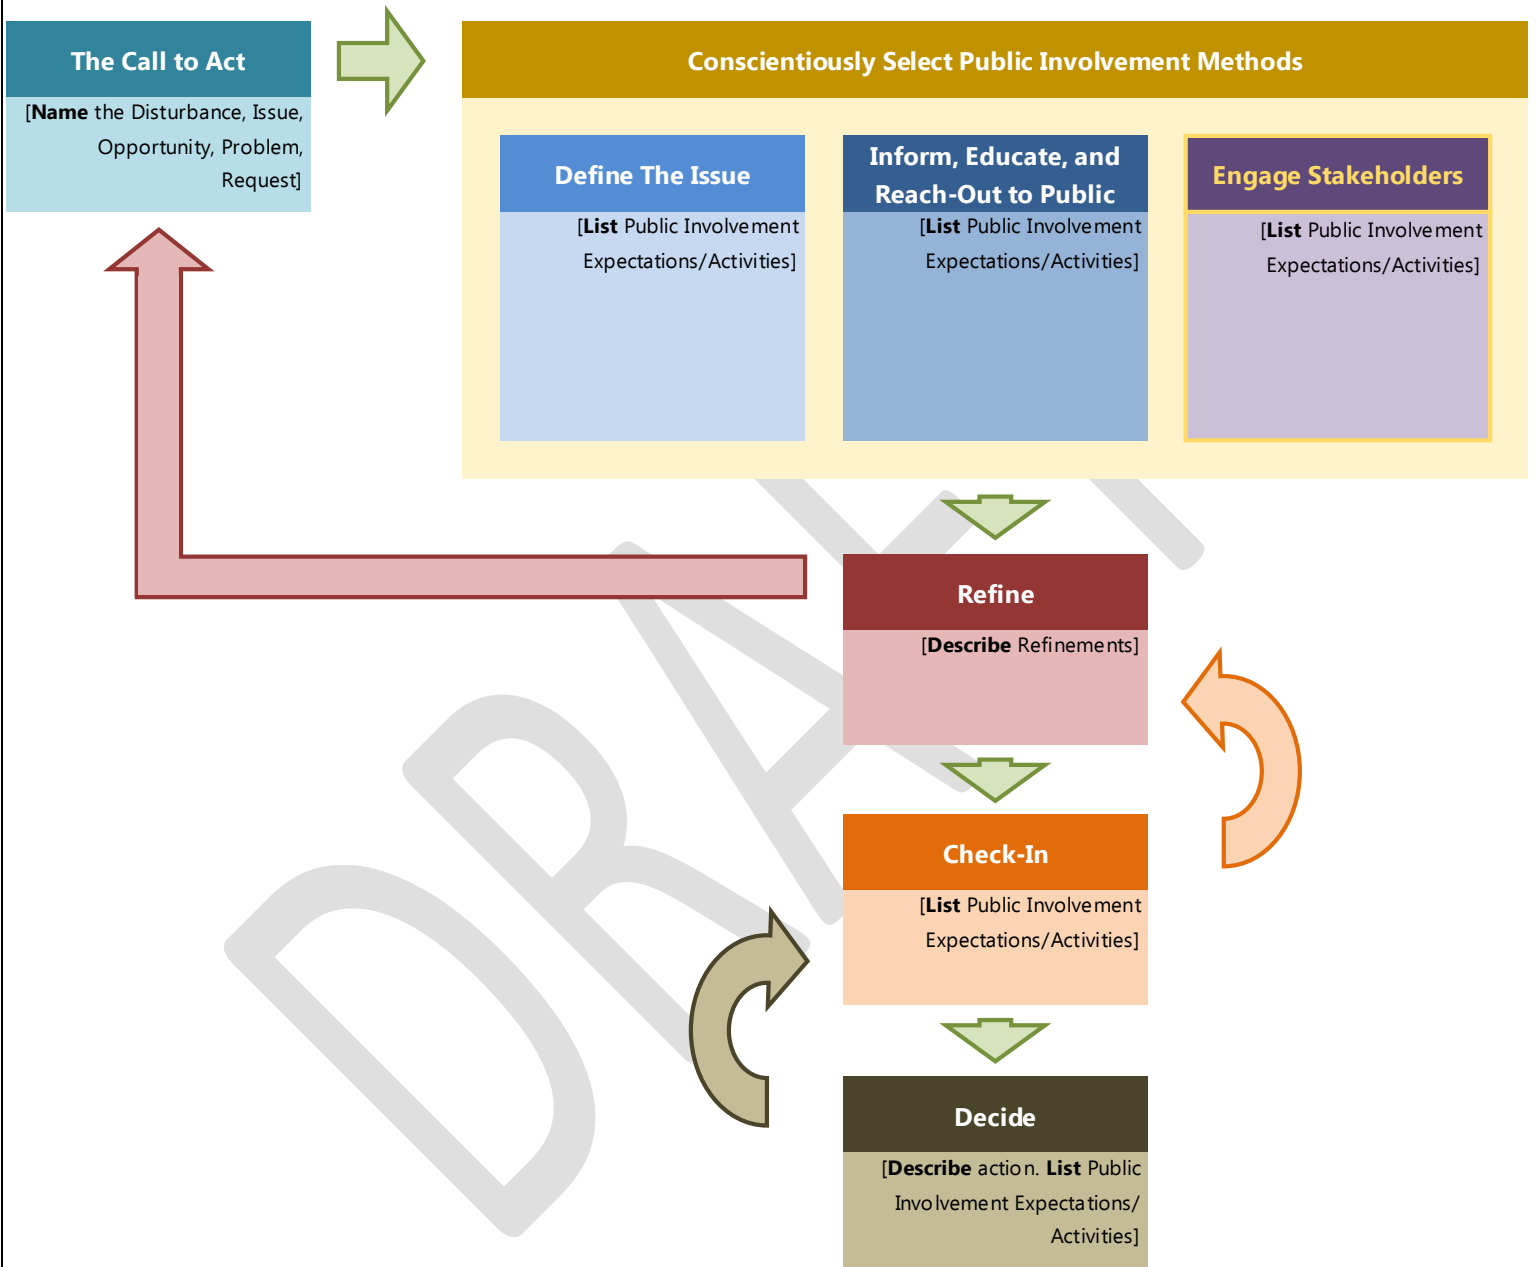 The Call to Act
[Name the Disturbance, Issue,
Opportunity, Problem,
Request]
Conscientiously Select Public Involvement Methods
Define The Issue
[List Public Involvement
Expectations/Activities]
Inform, Educate, and
Reach-Out to Public
[List Public Involvement
Expectations/Activities]
Engage Stakeholders
[List Public Involvement
Expectations/Activities]
Refine
[Describe Refinements]
Check-In
[List Public Involvement
Expectations/Activities]
Decide
[Describe action. List Public
Involvement Expectations/
Activities]
DRAFT